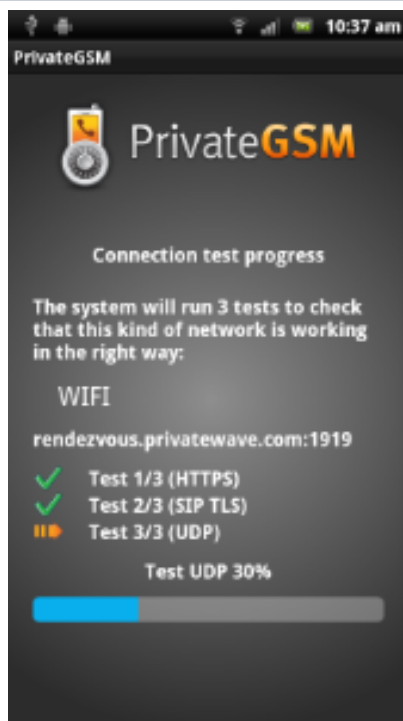 10:37 am
PrivateGSM
PrivateGSM
Connection test progress
The system will run 3 tests to check
that this kind of network is working
in the right way:
WIFI
rendezvous.privatewave.com:1919
Test 1/3 (HTTPS)
Test 2/3 (SIP TLS)
Test 3/3 (UDP)
Test UDP 30%